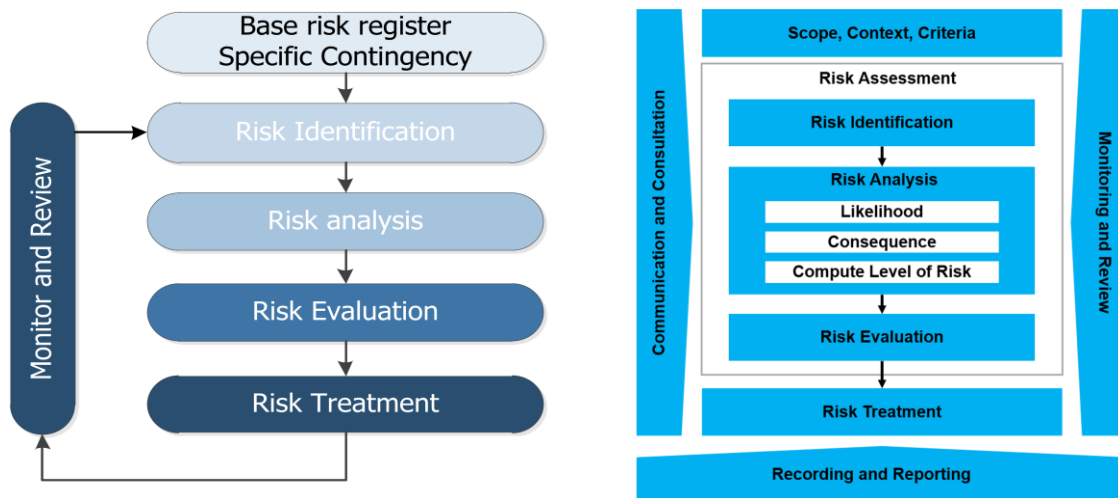 Base risk register
Specific Contingency
Risk Identification
Risk analysis
Risk Evaluation
Risk Treatment
Monitor and Review
Scope, Context, Criteria
Risk Assessment
Risk Identification
Risk Analysis
Likelihood
Consequence
Compute Level of Risk
Risk Evaluation
Risk Treatment
Communication and Consultation
Monitoring and Review
Recording and Reporting